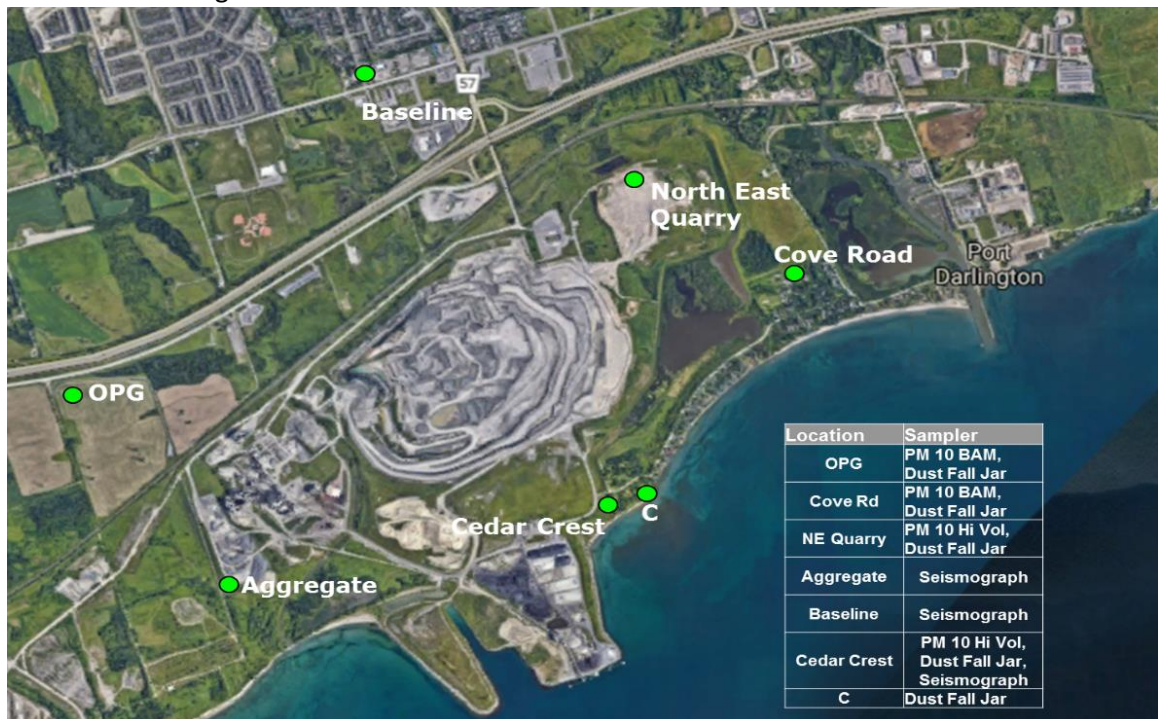 57
Baseline
North East
Quarry
Cove Road
Port
Darlington
OPG
Cedar Crest
C
Aggregate
Location Sampler
OPG PM 10 BAM,
Dust Fall Jar
Cove Rd PM 10 BAM,
Dust Fall Jar
NE Quarry PM 10 Hi Vol,
Dust Fall Jar
Aggregate Seismograph
Baseline Seismograph
Cedar Crest PM 10 Hi Vol,
Dust Fall Jar,
Seismograph
C Dust Fall Jar